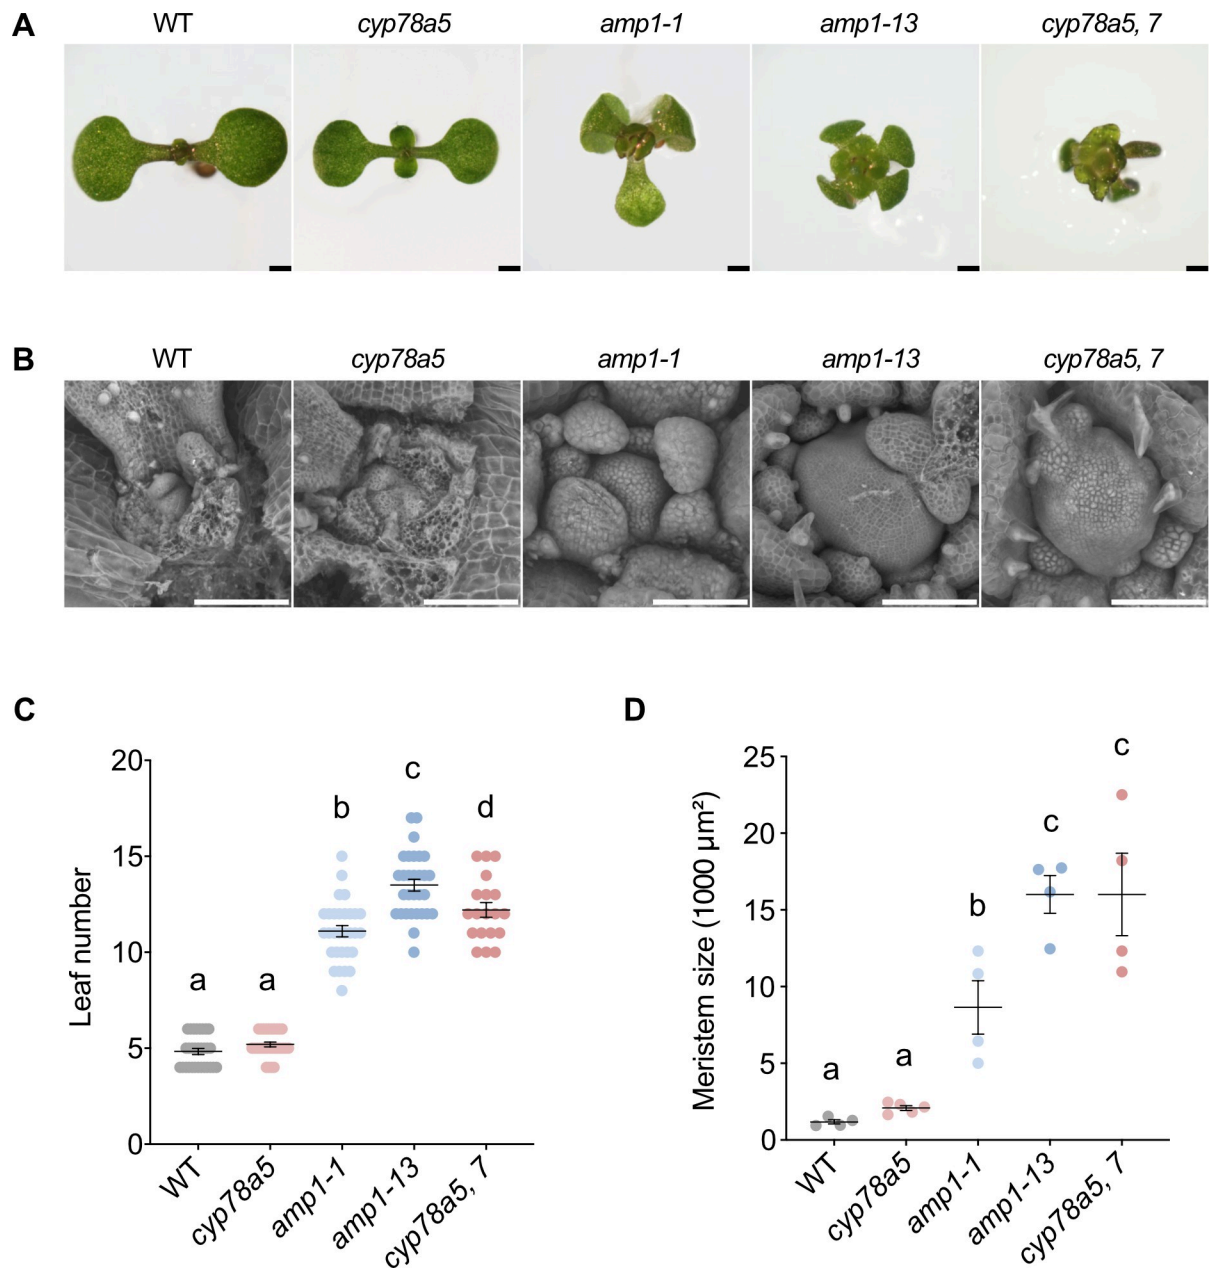 A
WT cyp78a5 amp1-1 amp1-13 cyp78a5, 7
B
WT cyp78a5 amp1-1 amp1-13 cyp78a5, 7
C
Leaf number
20
15
10
5
0
a a b c d
WT cyp78a5 amp1-1 amp1-13 cyp78a5, 7
D
Meristem size (1000 µm²)
25
20
15
10
5
0
a a b c c
WT cyp78a5 amp1-1 amp1-13 cyp78a5, 7